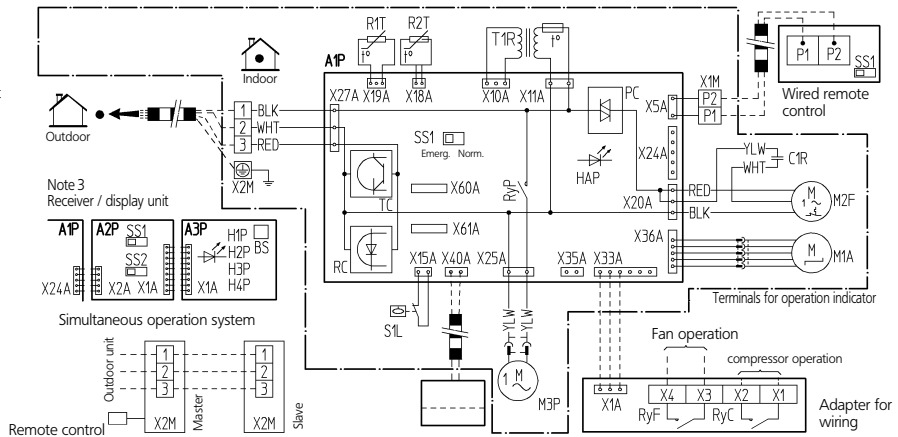 R1T
R2T
T1R
t°
t°
t°
A1P
Indoor
X27A
X19A
X18A
X10A
X11A
PC
X5A
X1M
P2
P1
P1
P2
SS1
Wired remote
control
Outdoor
1
BLK
2
WHT
3
RED
X2M
SS1
Emerg.
Norm.
HAP
X24A
YLW
WHT
C1R
TC
X60A
RyP
X20A
RED
BLK
M
1
M2F
Note 3
Receiver / display unit
A1P
A2P
SS1
A3P
BS
H1P
H2P
H3P
H4P
SS2
X24A
X2A
X1A
X1A
X61A
RC
X15A
X40A
X25A
X35A
X33A
X36A
M
M1A
Terminals for operation indicator
Simultaneous operation system
S1L
YLW
YLW
Outdoor unit
1
2
3
X2M
Master
1
2
3
X2M
Slave
Remote control
M
1
M3P
Fan operation
compressor operation
X4
X3
X2
X1
X1A
RyF
RyC
Adapter for
wiring